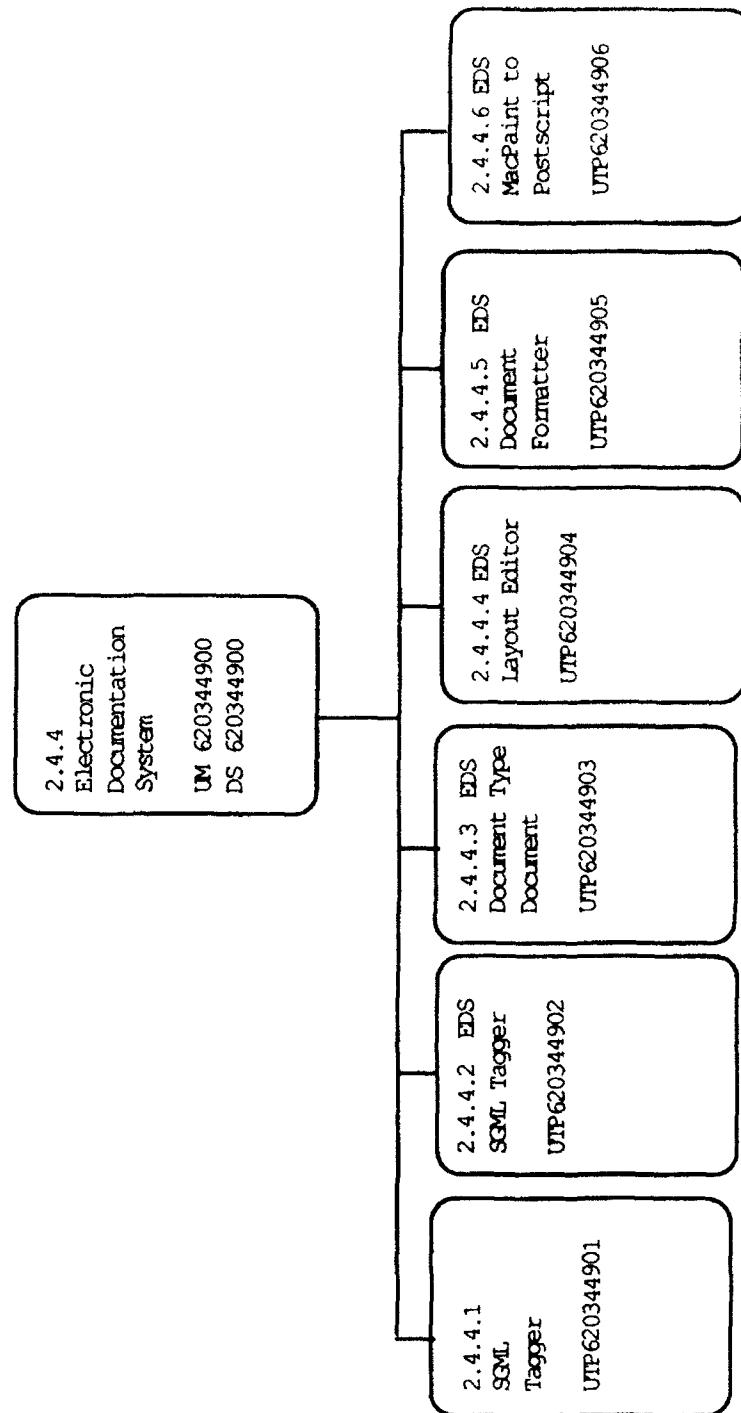 2.4.4
Electronic
Documentation
System
UM 620344900
DS 620344900
2.4.4.1
SGML
Tagger
UTP620344901
2.4.4.2 EDS
SGML Tagger
UTP620344902
2.4.4.3 EDS
Document Type
Document
UTP620344903
2.4.4.4 EDS
Layout Editor
UTP620344904
2.4.4.5 EDS
Document
Formatter
UTP620344905
2.4.4.6 EDS
MacPaint to
Postscript
UTP620344906